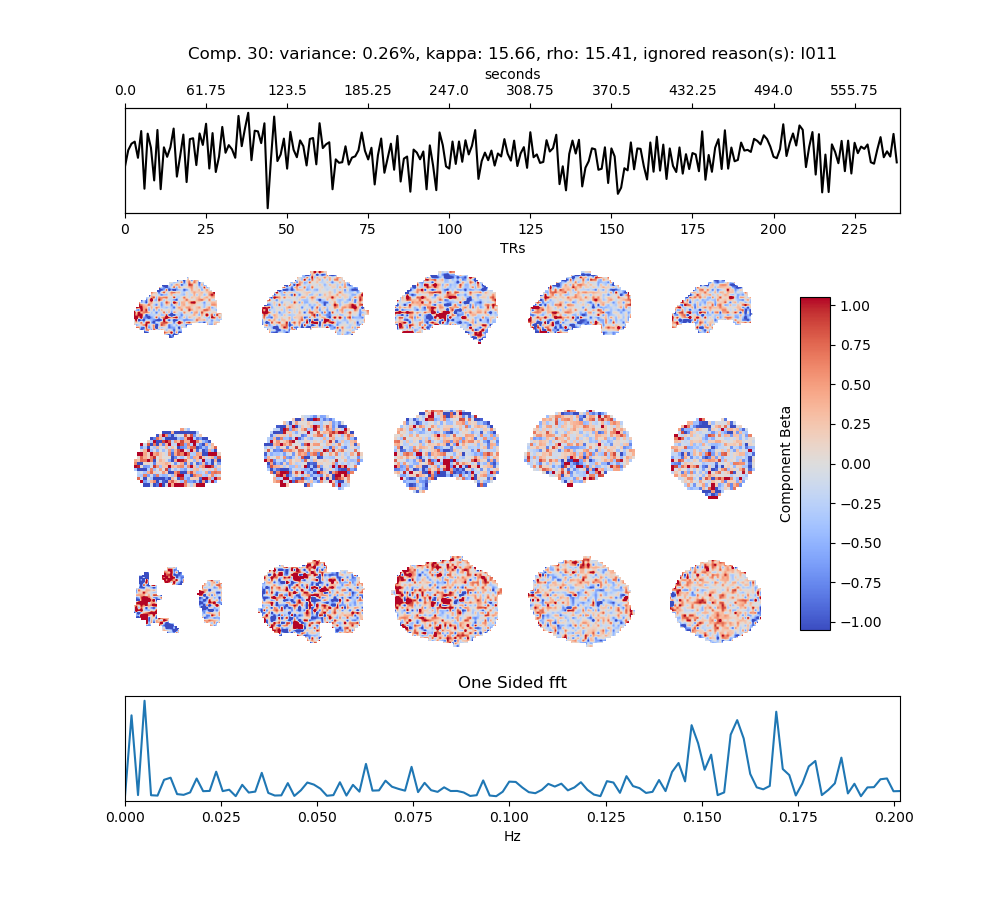 Comp. 30: variance: 0.26%, kappa: 15.66, rho: 15.41, ignored reason(s): I011
seconds
0.0 61.75 123.5 185.25 247.0 308.75 370.5 432.25 494.0 555.75
0 25 50 75 100 125 150 175 200 225
TRs
1.00
0.75
0.50
0.25
0.00
−0.25
−0.50
−0.75
−1.00
Component Beta
One Sided fft
0.000 0.025 0.050 0.075 0.100 0.125 0.150 0.175 0.200
Hz